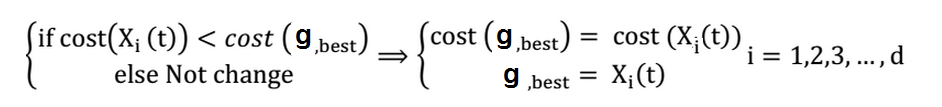 if cost(Xᵢ (t)) < cost (g ,best) ⟹ cost (g ,best) = cost (Xᵢ(t)) i = 1,2,3, … , d
else Not change g ,best = Xᵢ(t)